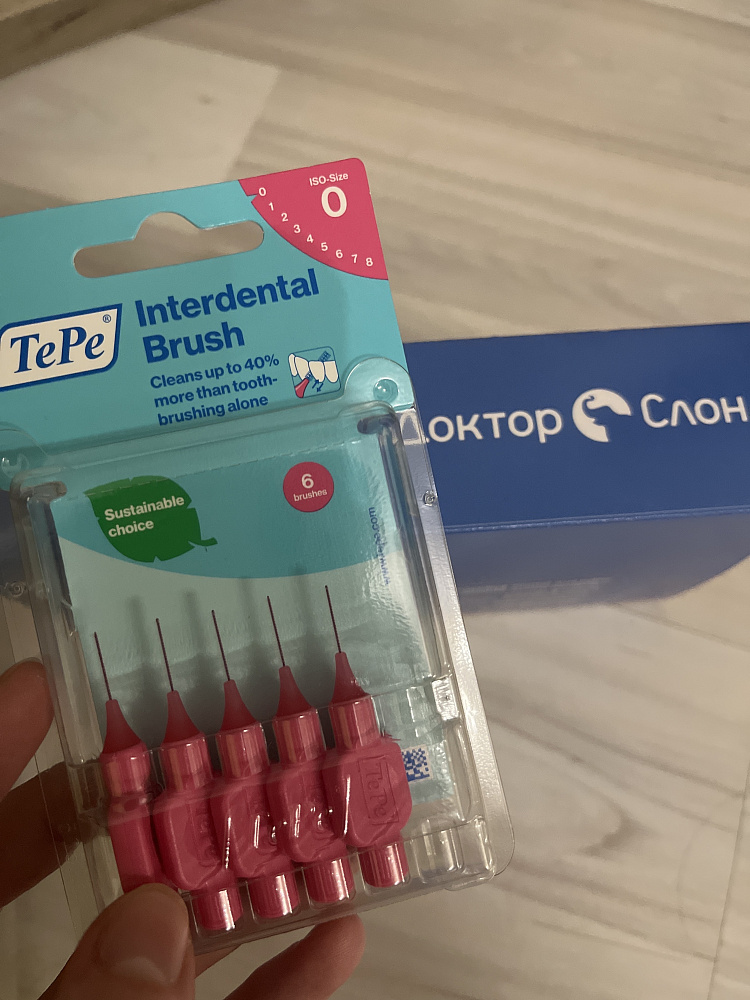 ISO-Size
0
0
1
2
3
4
5
6
7
8
TePe®
Interdental
Brush
Cleans up to 40%
more than tooth-
brushing alone
Sustainable
choice
6
brushes
Доктор Слон
TePe